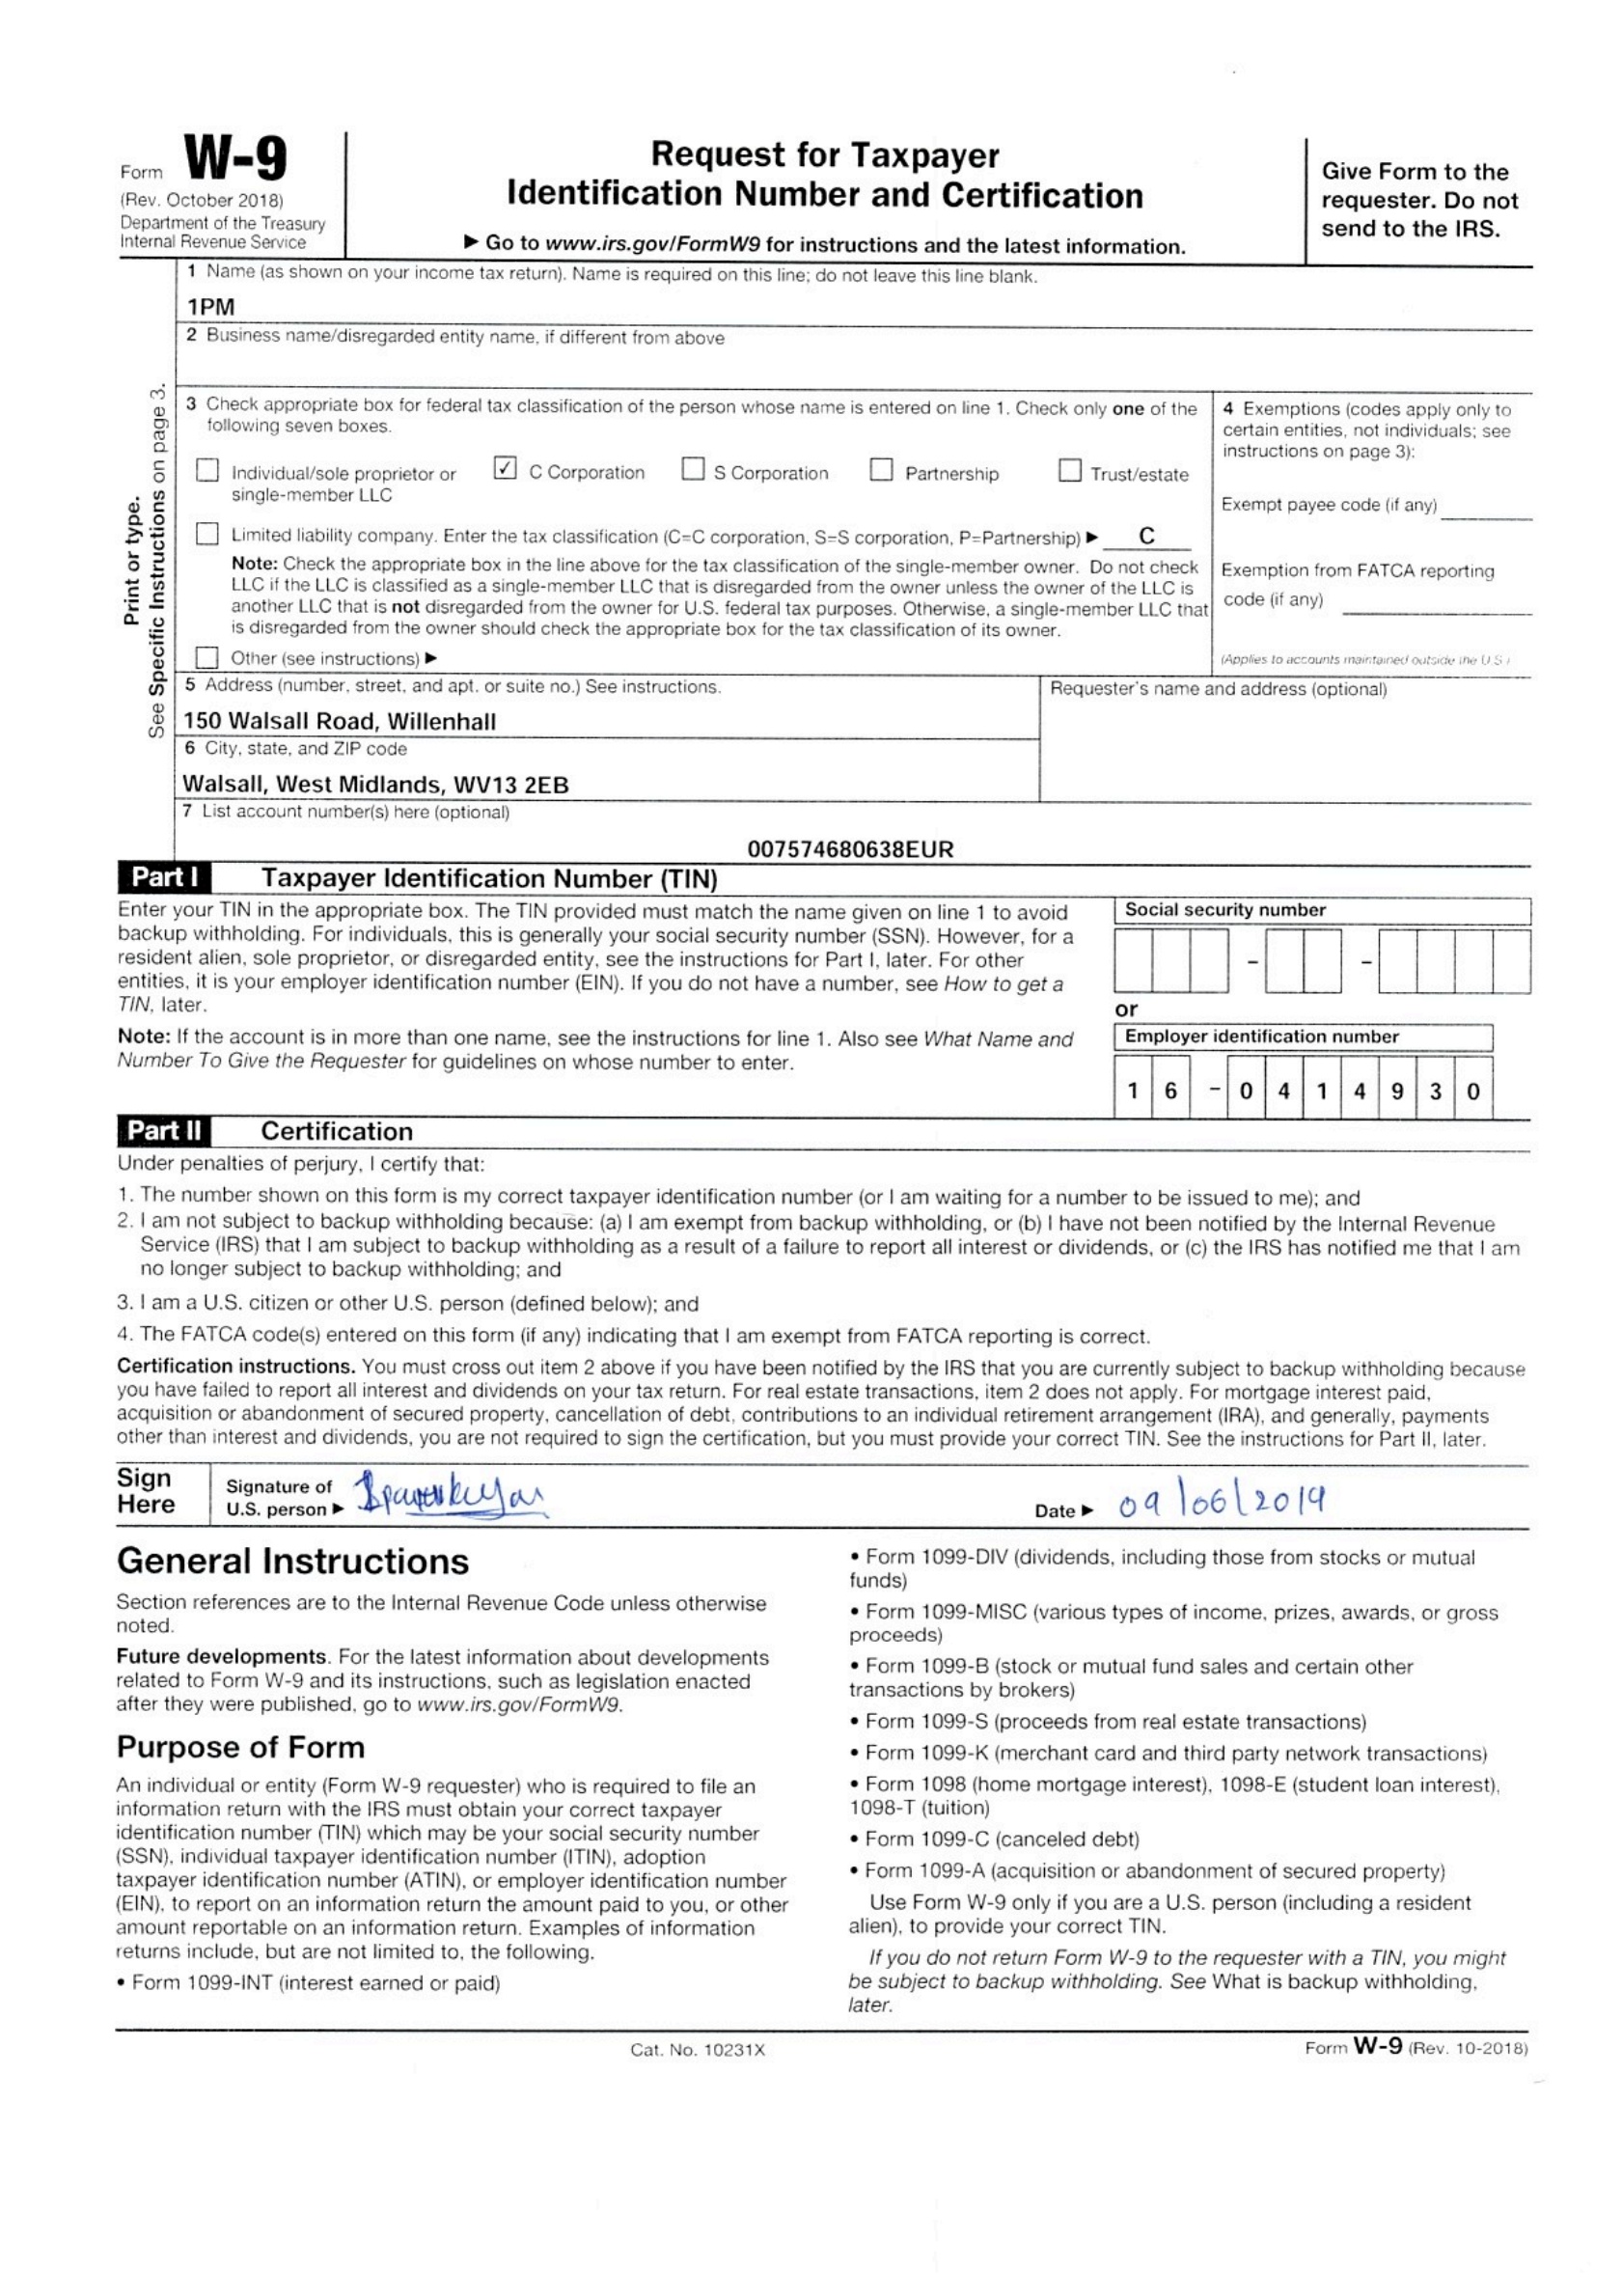 Form W-9
(Rev. October 2018)
Department of the Treasury
Internal Revenue Service
Request for Taxpayer
Identification Number and Certification
▶ Go to www.irs.gov/FormW9 for instructions and the latest information.
Give Form to the
requester. Do not
send to the IRS.
Print or type.
See Specific Instructions on page 3.
1 Name (as shown on your income tax return). Name is required on this line; do not leave this line blank.
1PM
2 Business name/disregarded entity name, if different from above
3 Check appropriate box for federal tax classification of the person whose name is entered on line 1. Check only one of the
following seven boxes.
☐ Individual/sole proprietor or ☑ C Corporation ☐ S Corporation ☐ Partnership ☐ Trust/estate
single-member LLC
☐ Limited liability company. Enter the tax classification (C=C corporation, S=S corporation, P=Partnership) ▶ C
Note: Check the appropriate box in the line above for the tax classification of the single-member owner. Do not check
LLC if the LLC is classified as a single-member LLC that is disregarded from the owner unless the owner of the LLC is
another LLC that is not disregarded from the owner for U.S. federal tax purposes. Otherwise, a single-member LLC that
is disregarded from the owner should check the appropriate box for the tax classification of its owner.
☐ Other (see instructions) ▶
4 Exemptions (codes apply only to
certain entities, not individuals; see
instructions on page 3):
Exempt payee code (if any)
Exemption from FATCA reporting
code (if any)
(Applies to accounts maintained outside the U.S.)
5 Address (number, street, and apt. or suite no.) See instructions.
150 Walsall Road, Willenhall
6 City, state, and ZIP code
Walsall, West Midlands, WV13 2EB
Requester's name and address (optional)
7 List account number(s) here (optional)
007574680638EUR
Part I Taxpayer Identification Number (TIN)
Enter your TIN in the appropriate box. The TIN provided must match the name given on line 1 to avoid
backup withholding. For individuals, this is generally your social security number (SSN). However, for a
resident alien, sole proprietor, or disregarded entity, see the instructions for Part I, later. For other
entities, it is your employer identification number (EIN). If you do not have a number, see How to get a
TIN, later.
Note: If the account is in more than one name, see the instructions for line 1. Also see What Name and
Number To Give the Requester for guidelines on whose number to enter.
Social security number
– –
or
Employer identification number
1 6 – 0 4 1 4 9 3 0
Part II Certification
Under penalties of perjury, I certify that:
1. The number shown on this form is my correct taxpayer identification number (or I am waiting for a number to be issued to me); and
2. I am not subject to backup withholding because: (a) I am exempt from backup withholding, or (b) I have not been notified by the Internal Revenue
Service (IRS) that I am subject to backup withholding as a result of a failure to report all interest or dividends, or (c) the IRS has notified me that I am
no longer subject to backup withholding; and
3. I am a U.S. citizen or other U.S. person (defined below); and
4. The FATCA code(s) entered on this form (if any) indicating that I am exempt from FATCA reporting is correct.
Certification instructions. You must cross out item 2 above if you have been notified by the IRS that you are currently subject to backup withholding because
you have failed to report all interest and dividends on your tax return. For real estate transactions, item 2 does not apply. For mortgage interest paid,
acquisition or abandonment of secured property, cancellation of debt, contributions to an individual retirement arrangement (IRA), and generally, payments
other than interest and dividends, you are not required to sign the certification, but you must provide your correct TIN. See the instructions for Part II, later.
Sign
Here
Signature of
U.S. person ▶
Date ▶ 09/06/2019
General Instructions
Section references are to the Internal Revenue Code unless otherwise
noted.
Future developments. For the latest information about developments
related to Form W-9 and its instructions, such as legislation enacted
after they were published, go to www.irs.gov/FormW9.
Purpose of Form
An individual or entity (Form W-9 requester) who is required to file an
information return with the IRS must obtain your correct taxpayer
identification number (TIN) which may be your social security number
(SSN), individual taxpayer identification number (ITIN), adoption
taxpayer identification number (ATIN), or employer identification number
(EIN), to report on an information return the amount paid to you, or other
amount reportable on an information return. Examples of information
returns include, but are not limited to, the following.
• Form 1099-INT (interest earned or paid)
• Form 1099-DIV (dividends, including those from stocks or mutual
funds)
• Form 1099-MISC (various types of income, prizes, awards, or gross
proceeds)
• Form 1099-B (stock or mutual fund sales and certain other
transactions by brokers)
• Form 1099-S (proceeds from real estate transactions)
• Form 1099-K (merchant card and third party network transactions)
• Form 1098 (home mortgage interest), 1098-E (student loan interest),
1098-T (tuition)
• Form 1099-C (canceled debt)
• Form 1099-A (acquisition or abandonment of secured property)
Use Form W-9 only if you are a U.S. person (including a resident
alien), to provide your correct TIN.
If you do not return Form W-9 to the requester with a TIN, you might
be subject to backup withholding. See What is backup withholding,
later.
Cat. No. 10231X
Form W-9 (Rev. 10-2018)